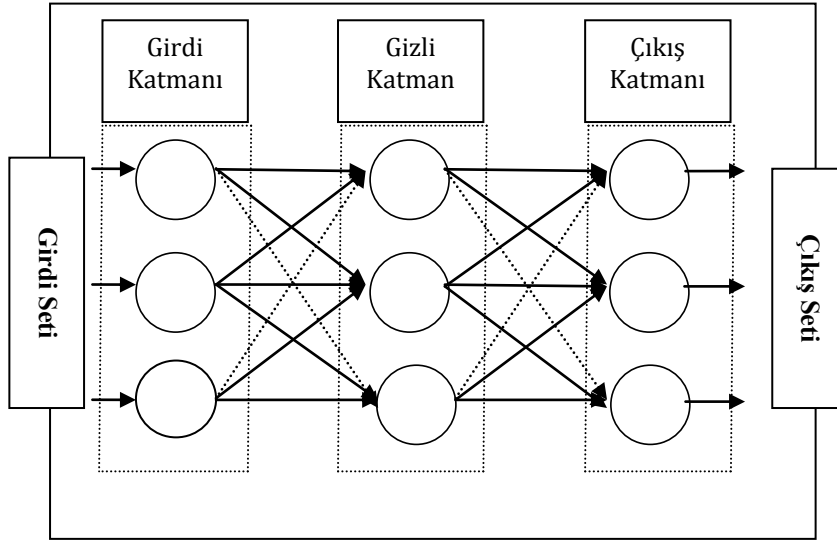 Girdi
Katmanı
Gizli
Katman
Çıkış
Katmanı
Girdi Seti
Çıkış Seti